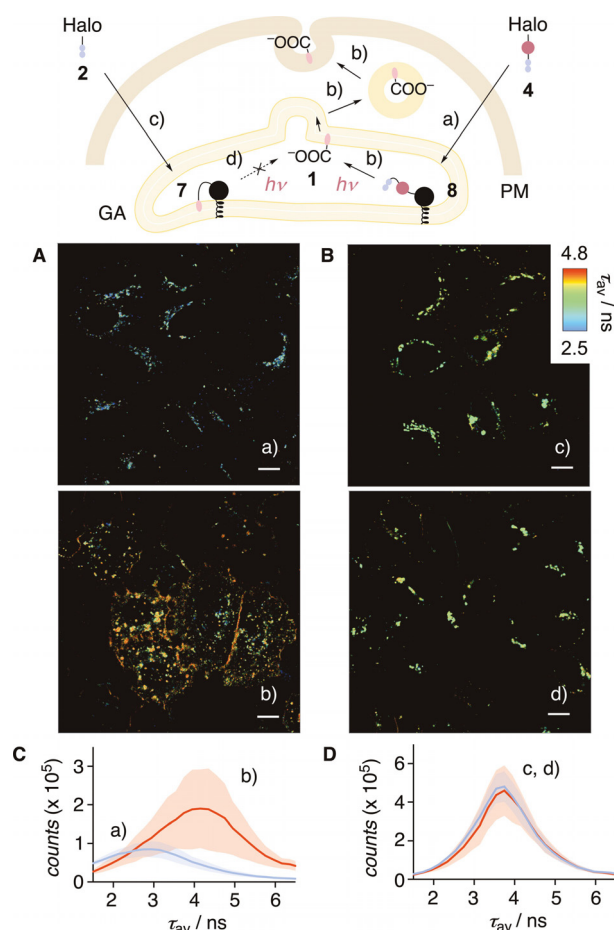 Halo
2
Halo
4
⁻OOC
b)
b)
COO⁻
c)
a)
d)
⁻OOC
b)
7
hν
1
hν
8
GA
PM
A
B
4.8
τav / ns
2.5
a)
c)
b)
d)
C
D
counts (x 10⁵)
3
2
1
0
a)
b)
2 3 4 5 6
τav / ns
counts (x 10⁵)
6
4
2
0
c, d)
2 3 4 5 6
τav / ns